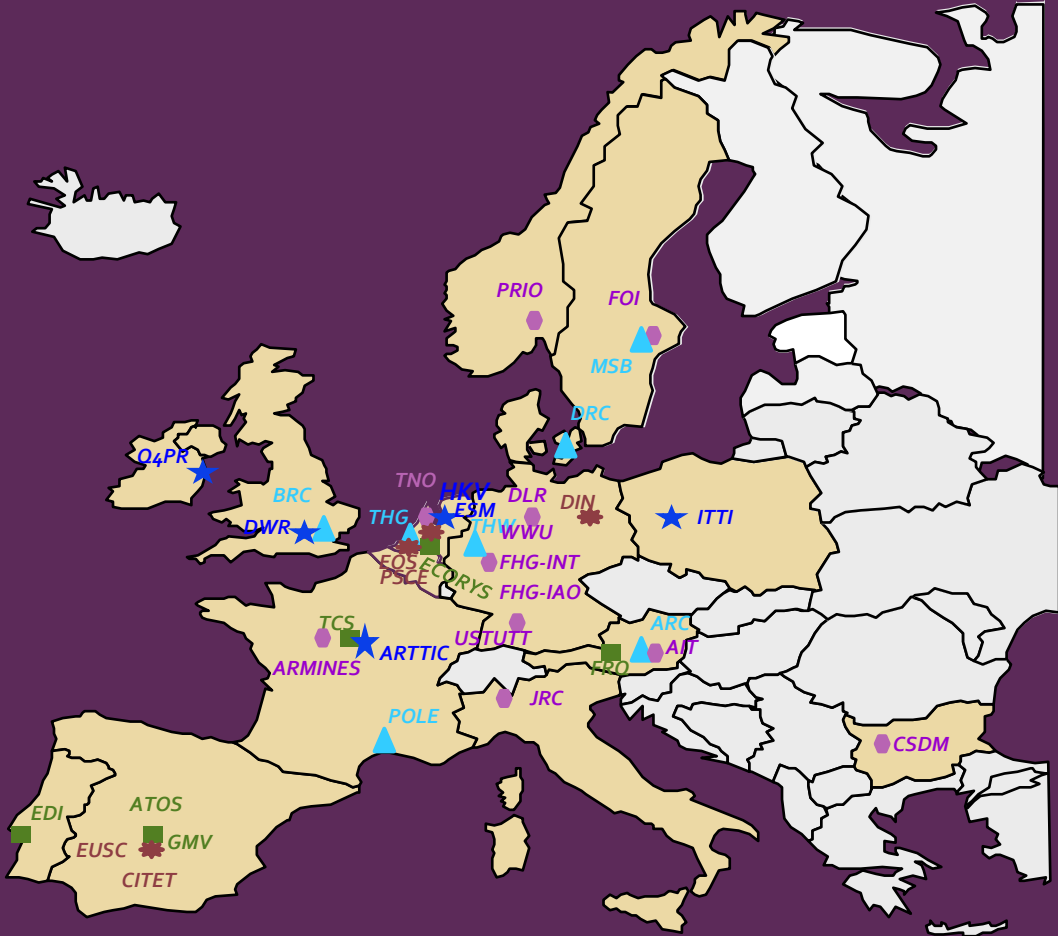 PRIO
FOI
MSB
DRC
Q4PR
TNO
HKV
BRC
DLR
DIN
ESM
THG
DWR
THW
WWU
ITTI
EOS
FHG-INT
PSCE
ECORYS
FHG-IAO
TCS
ARC
USTUTT
AIT
ARTTIC
ARMINES
FRO
JRC
POLE
CSDM
ATOS
EDI
GMV
EUSC
CITET